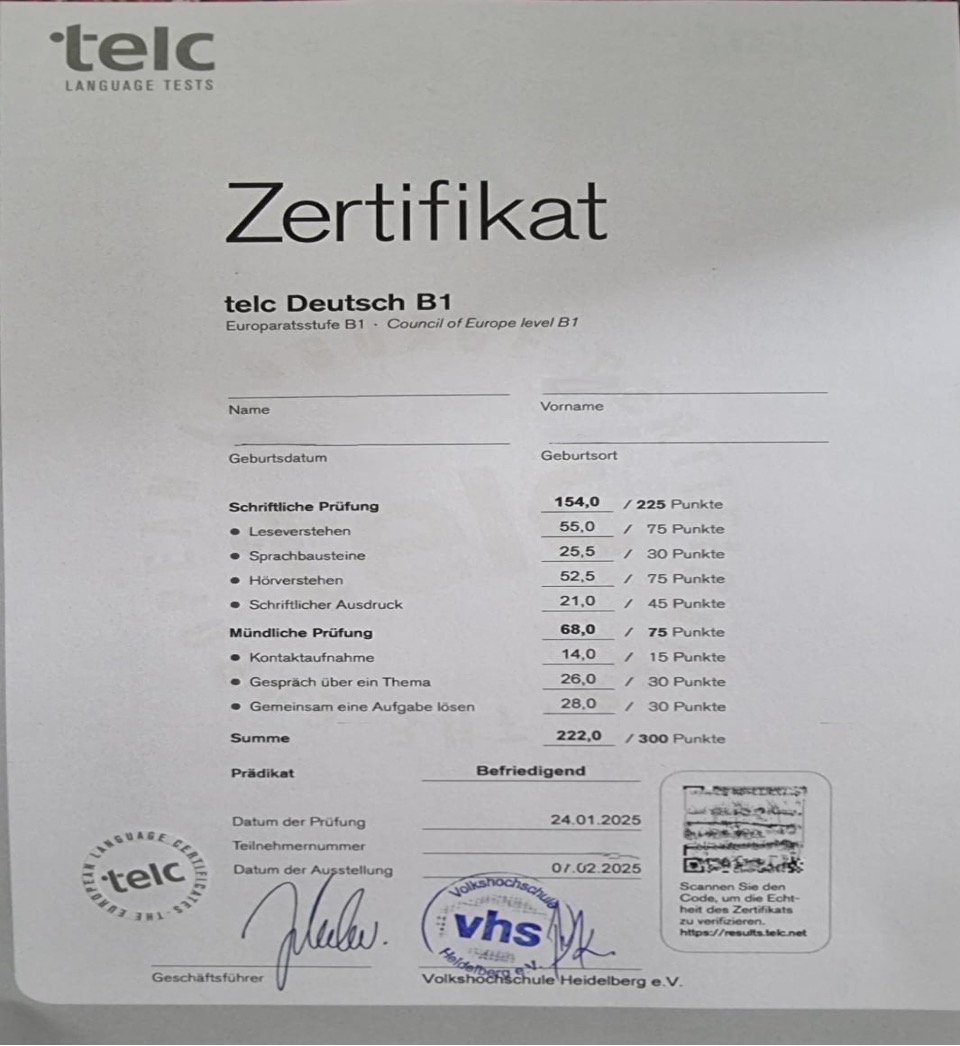 telc
LANGUAGE TESTS
Zertifikat
telc Deutsch B1
Europaratsstufe B1 · Council of Europe level B1
Name
Vorname
Geburtsdatum
Geburtsort
Schriftliche Prüfung 154,0 / 225 Punkte
• Leseverstehen 55,0 / 75 Punkte
• Sprachbausteine 25,5 / 30 Punkte
• Hörverstehen 52,5 / 75 Punkte
• Schriftlicher Ausdruck 21,0 / 45 Punkte
Mündliche Prüfung 68,0 / 75 Punkte
• Kontaktaufnahme 14,0 / 15 Punkte
• Gespräch über ein Thema 26,0 / 30 Punkte
• Gemeinsam eine Aufgabe lösen 28,0 / 30 Punkte
Summe 222,0 / 300 Punkte
Prädikat Befriedigend
Datum der Prüfung 24.01.2025
Teilnehmernummer
Datum der Ausstellung 07.02.2025
telc
THE EUROPEAN LANGUAGE CERTIFICATES
Volkshochschule
vhs
Heidelberg e.V.
Scannen Sie den
Code, um die Echt-
heit des Zertifikats
zu verifizieren.
https://results.telc.net
Geschäftsführer
Volkshochschule Heidelberg e.V.